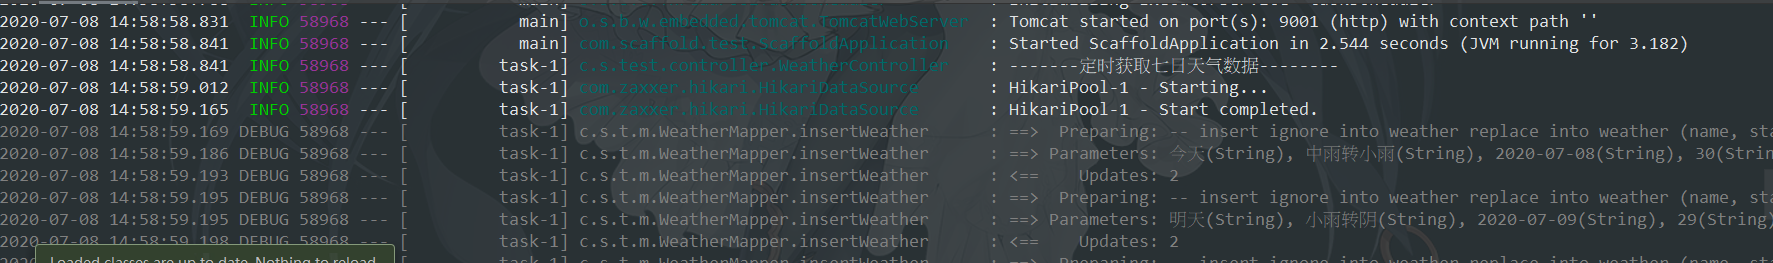 2020-07-08 14:58:58.831  INFO 58968 --- [           main] o.s.b.w.embedded.tomcat.TomcatWebServer  : Tomcat started on port(s): 9001 (http) with context path ''
2020-07-08 14:58:58.841  INFO 58968 --- [           main] com.scaffold.test.ScaffoldApplication    : Started ScaffoldApplication in 2.544 seconds (JVM running for 3.182)
2020-07-08 14:58:58.841  INFO 58968 --- [         task-1] c.s.test.controller.WeatherController    : -------定时获取七日天气数据--------
2020-07-08 14:58:59.012  INFO 58968 --- [         task-1] com.zaxxer.hikari.HikariDataSource       : HikariPool-1 - Starting...
2020-07-08 14:58:59.165  INFO 58968 --- [         task-1] com.zaxxer.hikari.HikariDataSource       : HikariPool-1 - Start completed.
2020-07-08 14:58:59.169 DEBUG 58968 --- [         task-1] c.s.t.m.WeatherMapper.insertWeather      : ==>  Preparing: -- insert ignore into weather replace into weather (name, sta
2020-07-08 14:58:59.186 DEBUG 58968 --- [         task-1] c.s.t.m.WeatherMapper.insertWeather      : ==> Parameters: 今天(String), 中雨转小雨(String), 2020-07-08(String), 30(Strin
2020-07-08 14:58:59.193 DEBUG 58968 --- [         task-1] c.s.t.m.WeatherMapper.insertWeather      : <==    Updates: 2
2020-07-08 14:58:59.195 DEBUG 58968 --- [         task-1] c.s.t.m.WeatherMapper.insertWeather      : ==>  Preparing: -- insert ignore into weather replace into weather (name, sta
2020-07-08 14:58:59.195 DEBUG 58968 --- [         task-1] c.s.t.m.WeatherMapper.insertWeather      : ==> Parameters: 明天(String), 小雨转阴(String), 2020-07-09(String), 29(String)
2020-07-08 14:58:59.198 DEBUG 58968 --- [         task-1] c.s.t.m.WeatherMapper.insertWeather      : <==    Updates: 2
Loaded classes are up to date. Nothing to reload.